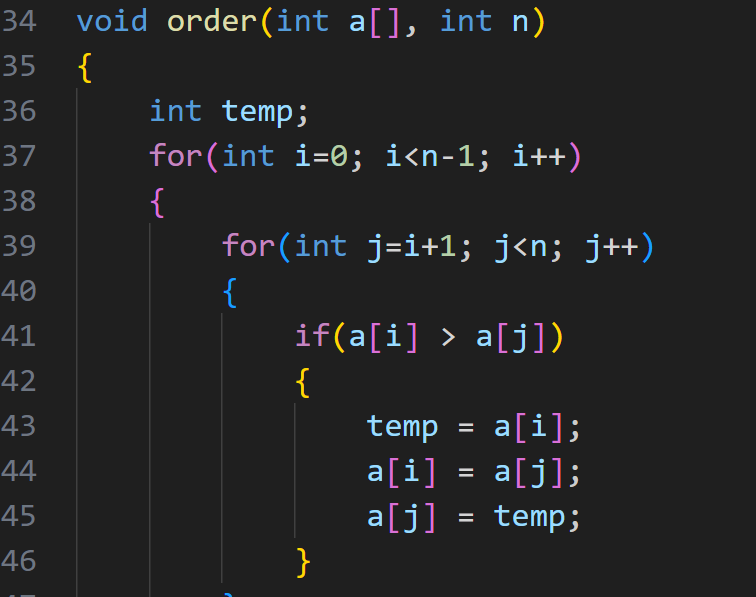 34 void order(int a[], int n)
35 {
36 int temp;
37 for(int i=0; i<n-1; i++)
38 {
39 for(int j=i+1; j<n; j++)
40 {
41 if(a[i] > a[j])
42 {
43 temp = a[i];
44 a[i] = a[j];
45 a[j] = temp;
46 }